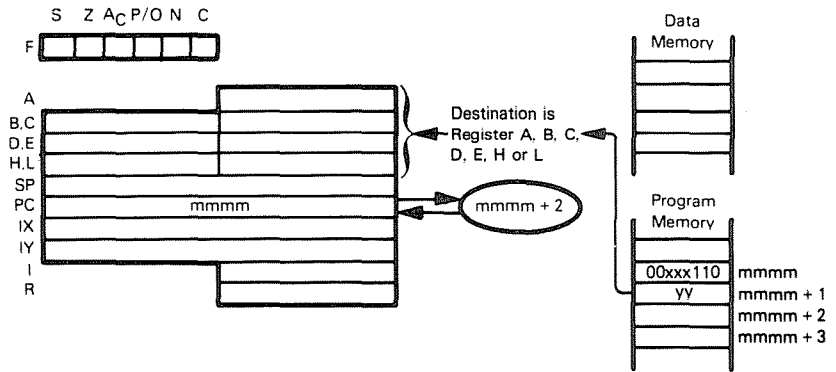 S Z AC P/O N C
F
A
B,C
D,E
H,L
SP
PC mmmm
IX
IY
I
R
mmmm + 2
Destination is
Register A, B, C,
D, E, H or L
Data
Memory
Program
Memory
00xxx110 mmmm
yy mmmm + 1
mmmm + 2
mmmm + 3